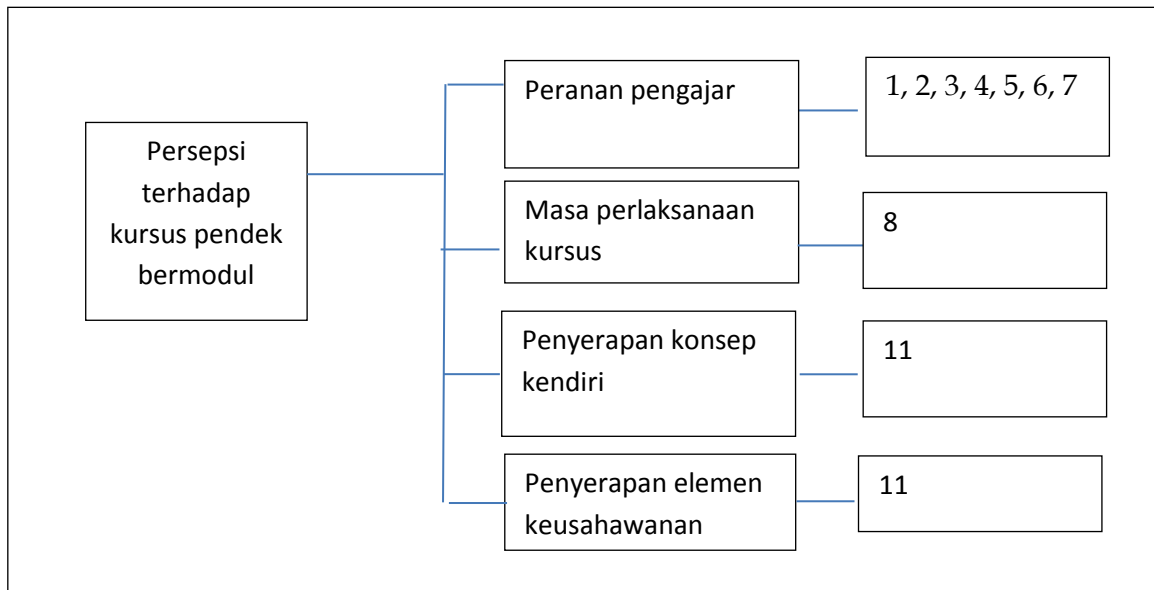 Persepsi
terhadap
kursus pendek
bermodul
Peranan pengajar
1, 2, 3, 4, 5, 6, 7
Masa perlaksanaan
kursus
8
Penyerapan konsep
kendiri
11
Penyerapan elemen
keusahawanan
11